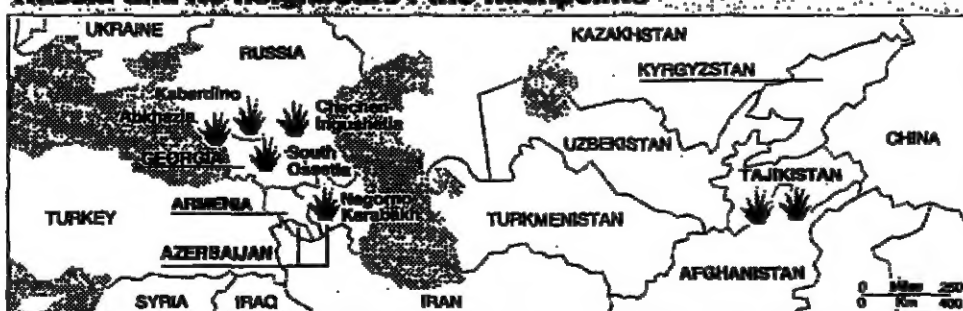 UKRAINE
RUSSIA
KAZAKHSTAN
KYRGYZSTAN
Kabardino
Abkhazia
Chechen-
Ingushetia
GEORGIA
South
Ossetia
UZBEKISTAN
CHINA
TAJIKISTAN
TURKEY
ARMENIA
Nagorno
Karabakh
TURKMENISTAN
AZERBAIJAN
AFGHANISTAN
SYRIA
IRAQ
IRAN
0 Miles 250
0 Km 400